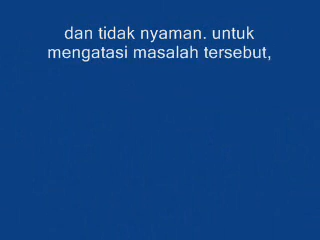 dan tidak nyaman. untuk
mengatasi masalah tersebut,